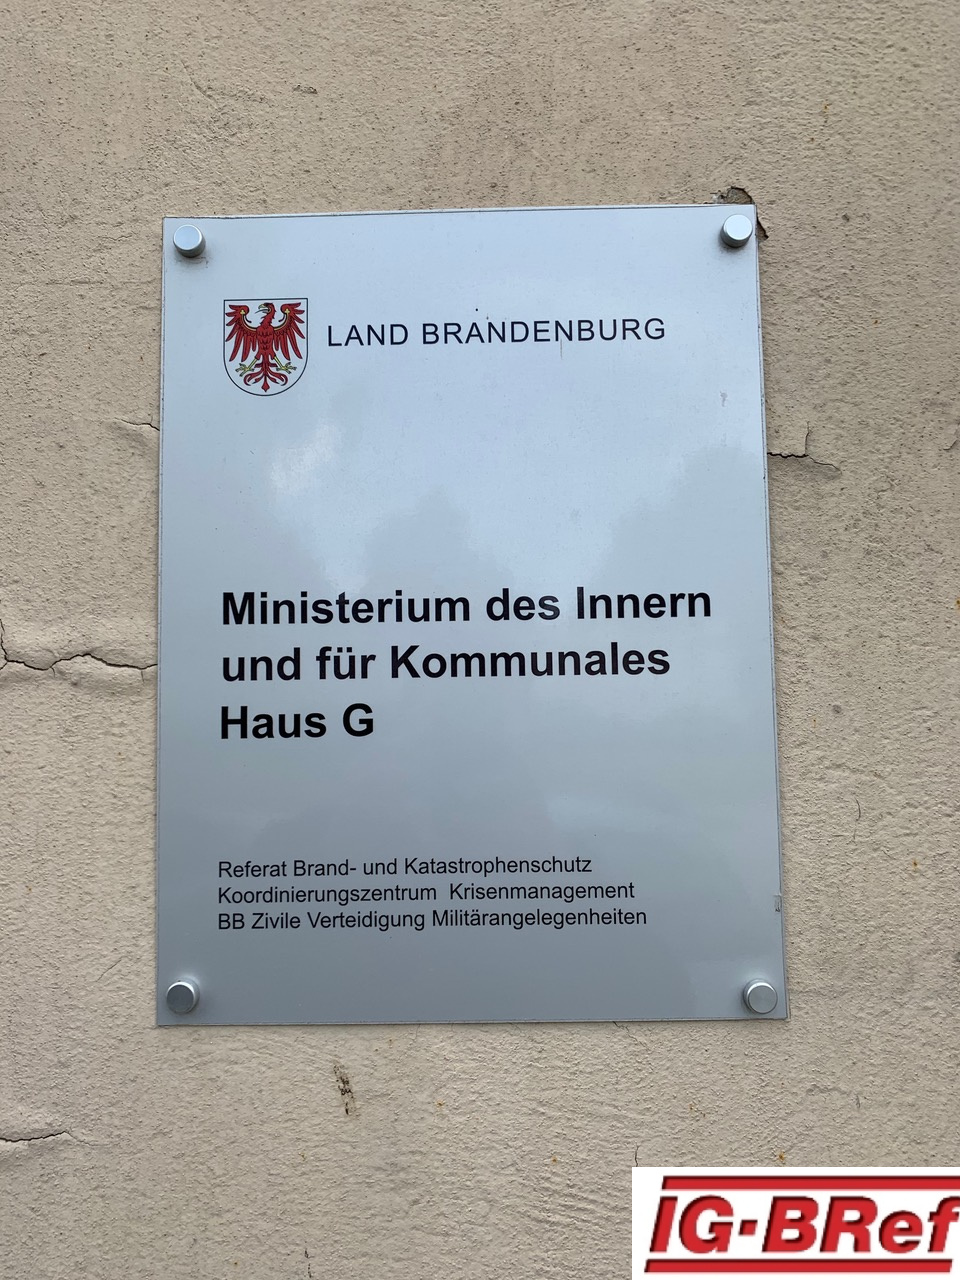 LAND BRANDENBURG
Ministerium des Innern
und für Kommunales
Haus G
Referat Brand- und Katastrophenschutz
Koordinierungszentrum Krisenmanagement
BB Zivile Verteidigung Militärangelegenheiten
IG-BRef